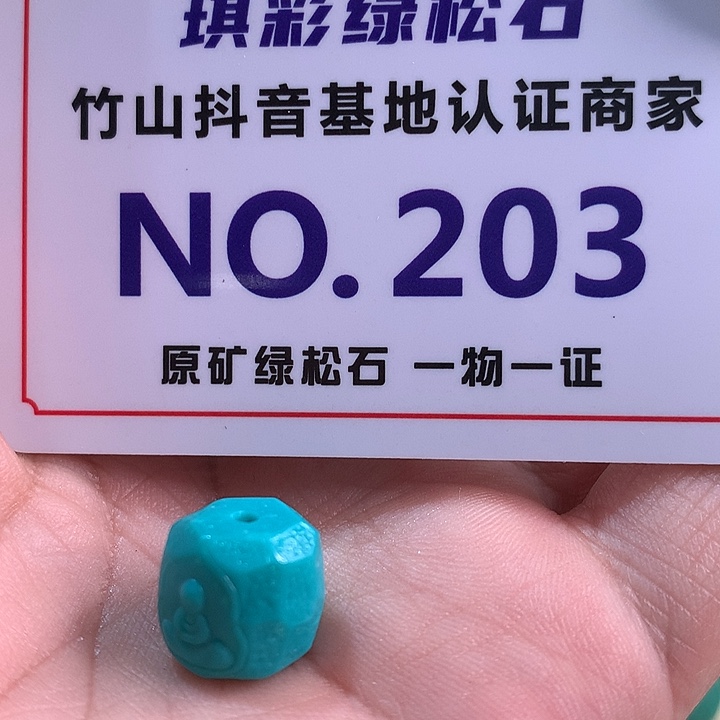 琪彩绿松石
竹山抖音基地认证商家
NO. 203
原矿绿松石 一物一证